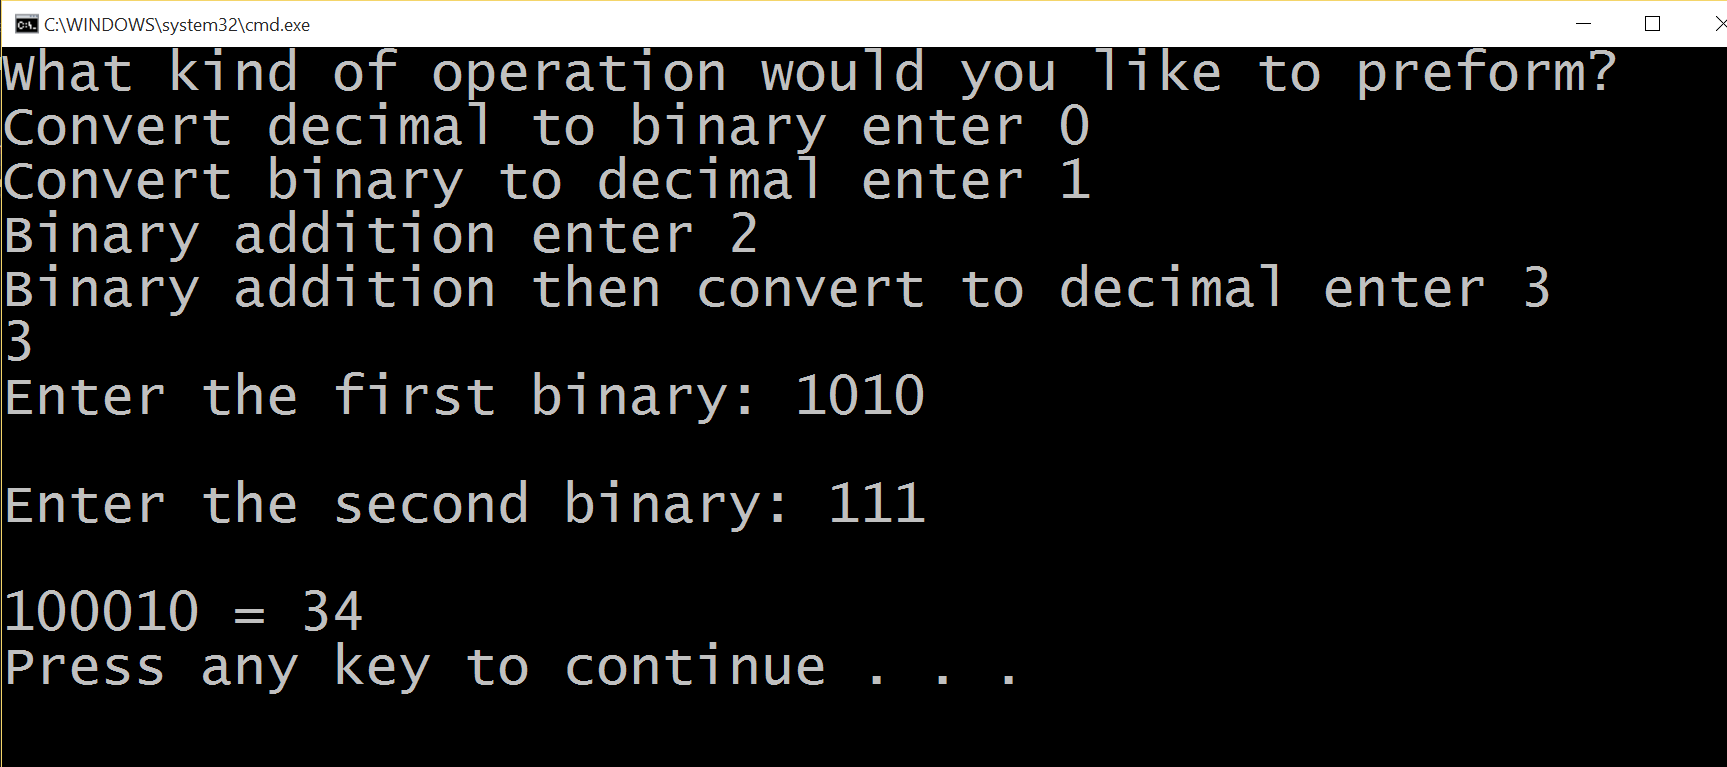 C:\WINDOWS\system32\cmd.exe
What kind of operation would you like to preform?
Convert decimal to binary enter 0
Convert binary to decimal enter 1
Binary addition enter 2
Binary addition then convert to decimal enter 3
3
Enter the first binary: 1010
Enter the second binary: 111
100010 = 34
Press any key to continue . . .